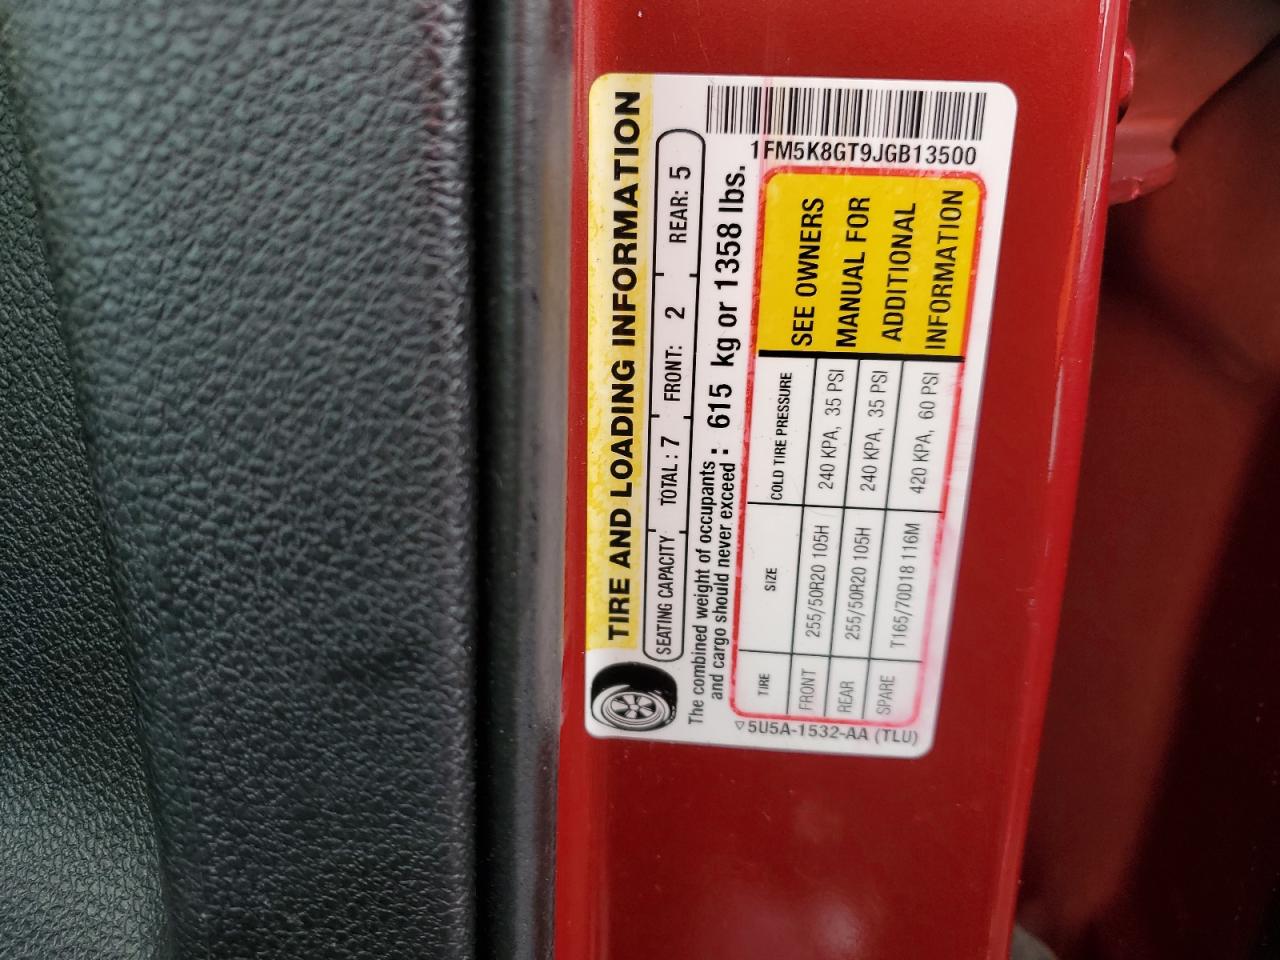 TIRE AND LOADING INFORMATION
SEATING CAPACITY TOTAL: 7 FRONT: 2 REAR: 5
The combined weight of occupants
and cargo should never exceed : 615 kg or 1358 lbs.
1FM5K8GT9JGB13500
TIRE SIZE COLD TIRE PRESSURE
FRONT 255/50R20 105H 240 KPA, 35 PSI
REAR 255/50R20 105H 240 KPA, 35 PSI
SPARE T165/70D18 116M 420 KPA, 60 PSI
SEE OWNERS
MANUAL FOR
ADDITIONAL
INFORMATION
5U5A-1532-AA (TLU)